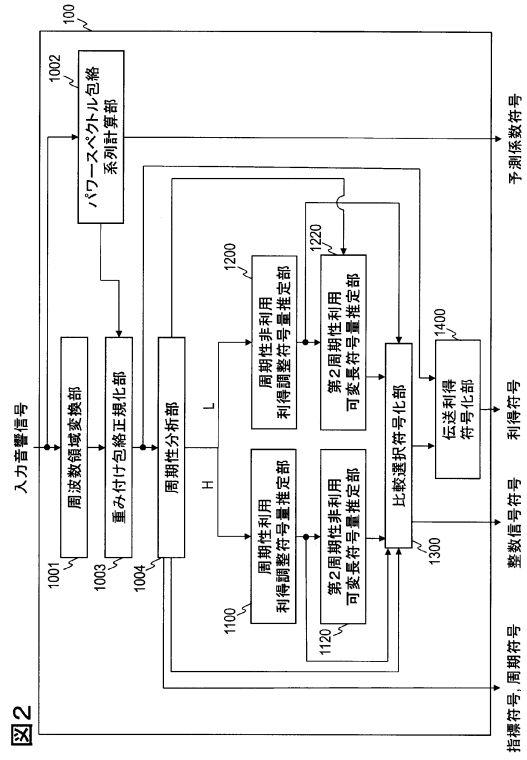 図2
入力音響信号
100
1001
周波数領域変換部
1002
パワースペクトル包絡
系列計算部
1003
重み付け包絡正規化部
1004
周期性分析部
H
L
1100
周期性利用
利得調整符号量推定部
1200
周期性非利用
利得調整符号量推定部
1120
第2周期性非利用
可変長符号量推定部
1220
第2周期性利用
可変長符号量推定部
1300
比較選択符号化部
1400
伝送利得
符号化部
指標符号,周期符号
整数信号符号
利得符号
予測係数符号